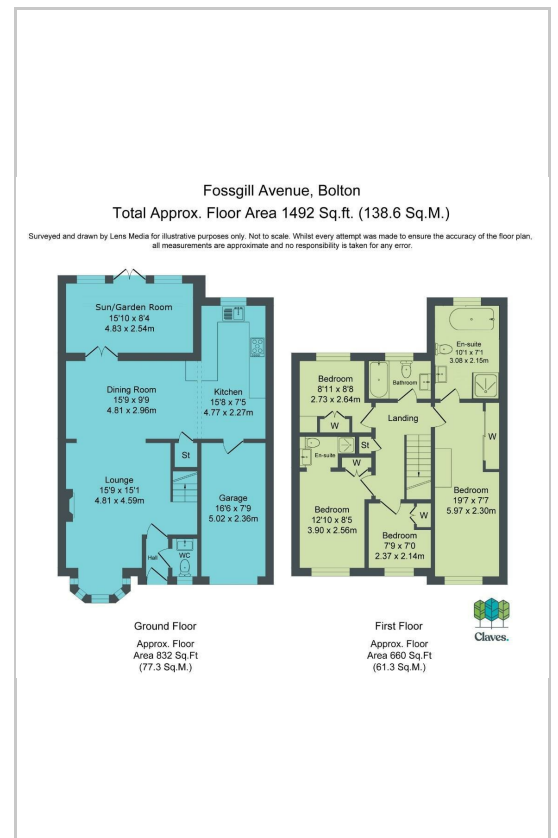 Fossgill Avenue, Bolton
Total Approx. Floor Area 1492 Sq.ft. (138.6 Sq.M.)
Surveyed and drawn by Lens Media for illustrative purposes only. Not to scale. Whilst every attempt was made to ensure the accuracy of the floor plan,
all measurements are approximate and no responsibility is taken for any error.
Sun/Garden Room
15'10 x 8'4
4.83 x 2.54m
Dining Room
15'9 x 9'9
4.81 x 2.96m
Kitchen
15'8 x 7'5
4.77 x 2.27m
St
Lounge
15'9 x 15'1
4.81 x 4.59m
Garage
16'6 x 7'9
5.02 x 2.36m
Hall
WC
Ground Floor
Approx. Floor
Area 832 Sq.Ft
(77.3 Sq.M.)
En-suite
10'1 x 7'1
3.08 x 2.15m
Bedroom
8'11 x 8'8
2.73 x 2.64m
Bathroom
W
Landing
W
St
En-suite
W
Bedroom
12'10 x 8'5
3.90 x 2.56m
Bedroom
19'7 x 7'7
5.97 x 2.30m
W
Bedroom
7'9 x 7'0
2.37 x 2.14m
First Floor
Approx. Floor
Area 660 Sq.Ft
(61.3 Sq.M.)
Claves.